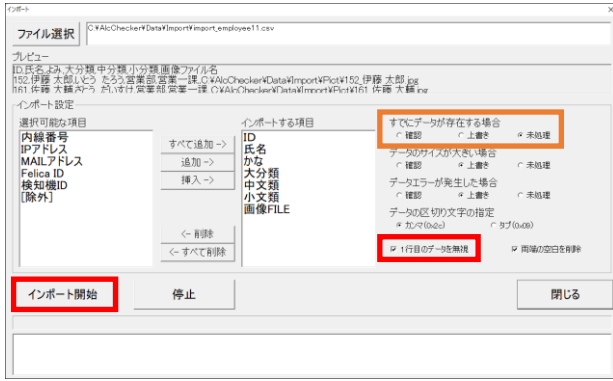 インポート
ファイル選択
C:¥AlcChecker¥Data¥Import¥import_employee11.csv
プレビュー
ID,氏名,よみ,大分類,中分類,小分類,画像ファイル名
152,伊藤 太郎,いとう たろう,営業部,営業一課,,C:¥AlcChecker¥Data¥Import¥Pict¥152_伊藤 太郎.jpg
161,佐藤 大輔,さとう だいすけ,営業部,営業一課,,C:¥AlcChecker¥Data¥Import¥Pict¥161_佐藤 大輔.jpg
インポート設定
選択可能な項目
内線番号
IPアドレス
MAILアドレス
Felica ID
検知機ID
[除外]
すべて追加 ->
追加 ->
挿入 ->
<- 削除
<- すべて削除
インポートする項目
ID
氏名
かな
大分類
中文類
小文類
画像FILE
すでにデータが存在する場合
確認 上書き 未処理
データのサイズが大きい場合
確認 上書き 未処理
データエラーが発生した場合
確認 上書き 未処理
データの区切り文字の指定
カンマ(0x2c) タブ(0x09)
1行目のデータを無視 両端の空白を削除
インポート開始
停止
閉じる